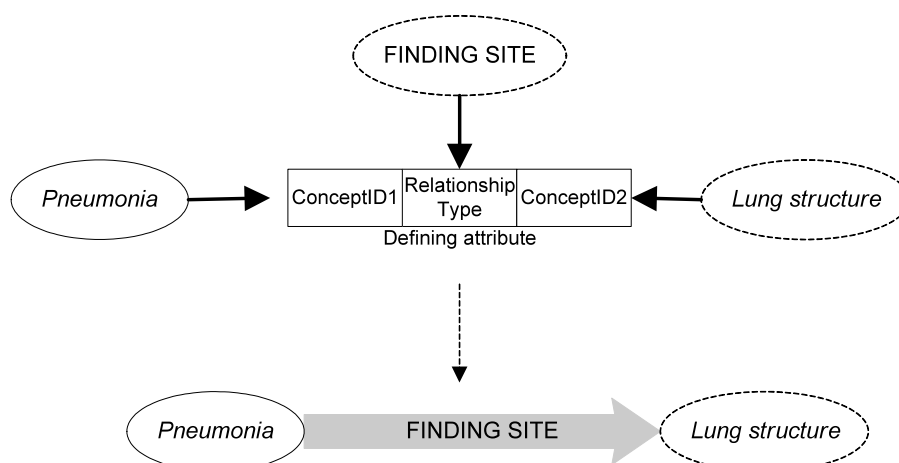 FINDING SITE
Pneumonia
ConceptID1
Relationship
Type
ConceptID2
Lung structure
Defining attribute
Pneumonia
FINDING SITE
Lung structure